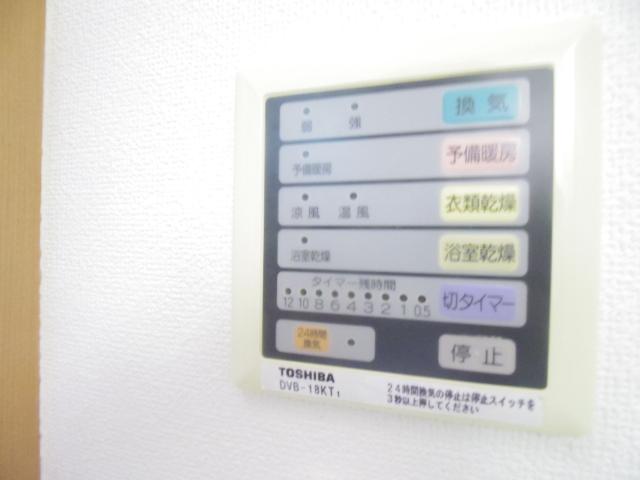 弱 強 換気
予備暖房 予備暖房
涼風 温風 衣類乾燥
浴室乾燥 浴室乾燥
タイマー残時間
12 10 8 6 4 3 2 1 0.5 切タイマー
24時間
換気
停止
TOSHIBA
DVB-18KT1
24時間換気の停止は停止スイッチを
3秒以上押してください